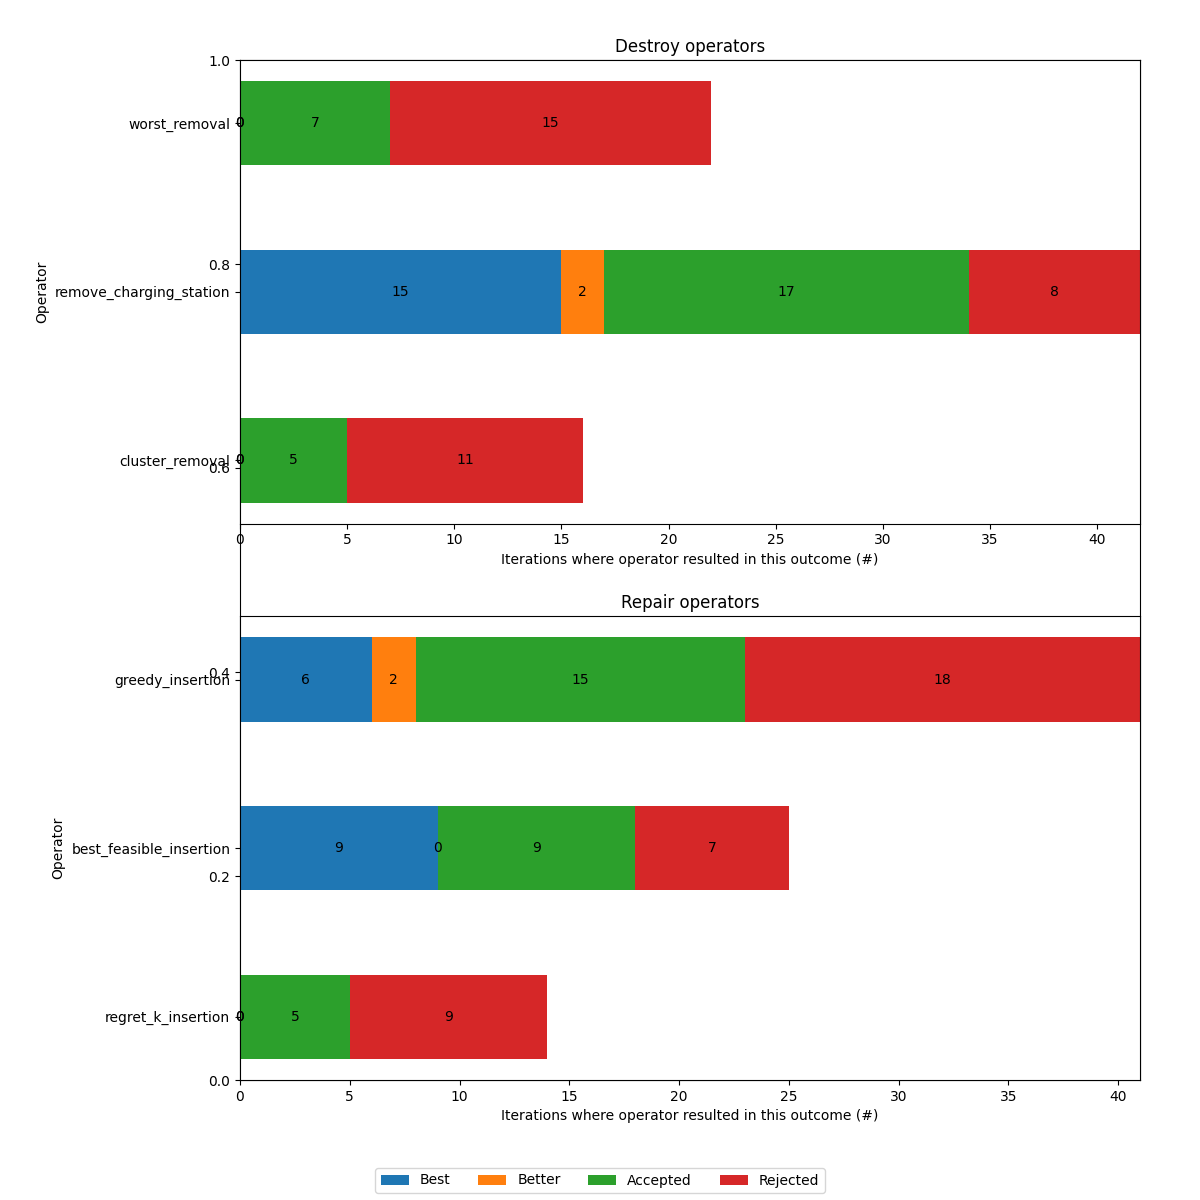 Destroy operators
1.0
worst_removal 0 7 15
0.8
Operator
remove_charging_station 15 2 17 8
cluster_removal 0 5 11
0.6
0 5 10 15 20 25 30 35 40
Iterations where operator resulted in this outcome (#)
Repair operators
0.4
greedy_insertion 6 2 15 18
Operator
best_feasible_insertion 9 0 9 7
0.2
regret_k_insertion 0 5 9
0.0
0 5 10 15 20 25 30 35 40
Iterations where operator resulted in this outcome (#)
Best Better Accepted Rejected